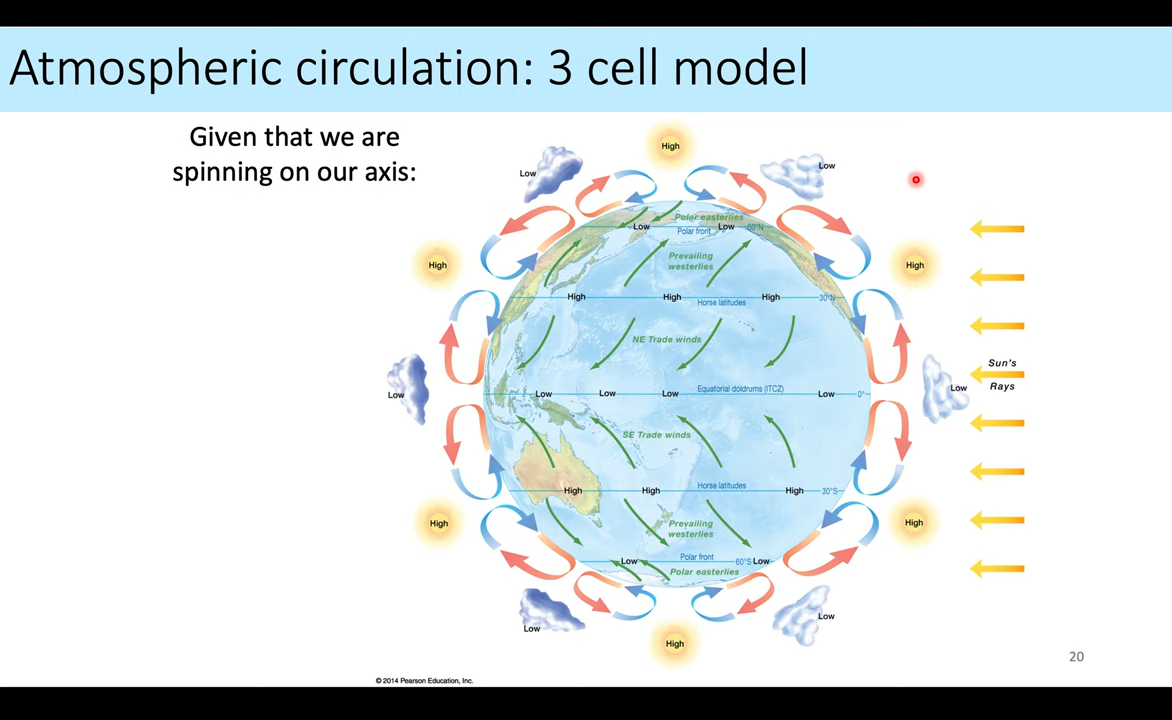 Atmospheric circulation: 3 cell model
Given that we are
spinning on our axis:
High
Low
Low
Polar easterlies
Low
Polar front
Low
60°N
Prevailing
westerlies
High
High
High
High
High
Horse latitudes
30°N
NE Trade winds
Sun's
Rays
Low
Low
Low
Low
Equatorial doldrums (ITCZ)
Low
0°
Low
SE Trade winds
High
High
Horse latitudes
High
30°S
High
High
Prevailing
westerlies
Low
Polar front
60°S
Low
Polar easterlies
Low
Low
High
20
© 2014 Pearson Education, Inc.